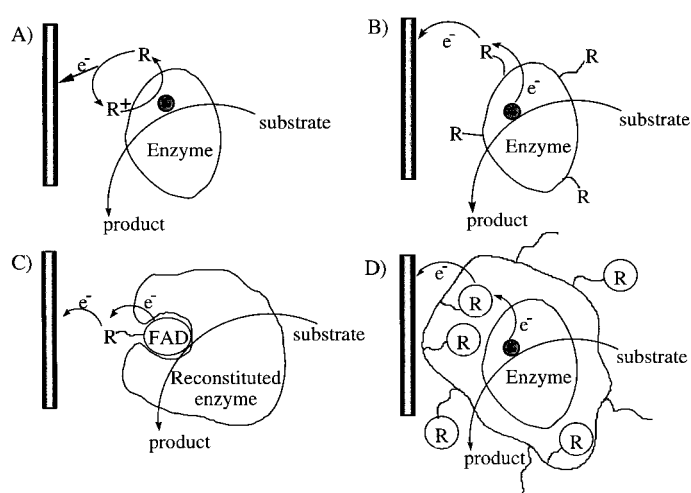 A)
e⁻
R
R±
Enzyme
substrate
product
B)
e⁻
R
R
e⁻
R
Enzyme
substrate
R
product
C)
e⁻
e⁻
R
FAD
substrate
Reconstituted
enzyme
product
D)
e⁻
R
R
e⁻
R
substrate
Enzyme
R
R
product